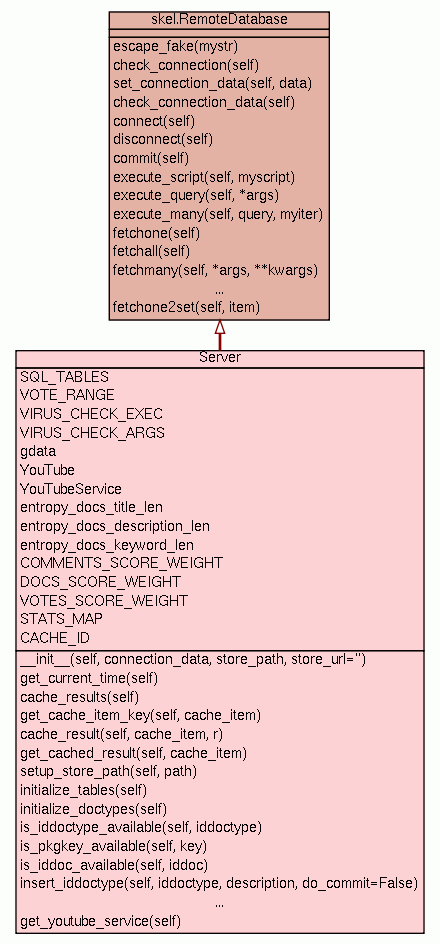 skel.RemoteDatabase
escape_fake(mystr)
check_connection(self)
set_connection_data(self, data)
check_connection_data(self)
connect(self)
disconnect(self)
commit(self)
execute_script(self, myscript)
execute_query(self, *args)
execute_many(self, query, myiter)
fetchone(self)
fetchall(self)
fetchmany(self, *args, **kwargs)
...
fetchone2set(self, item)
Server
SQL_TABLES
VOTE_RANGE
VIRUS_CHECK_EXEC
VIRUS_CHECK_ARGS
gdata
YouTube
YouTubeService
entropy_docs_title_len
entropy_docs_description_len
entropy_docs_keyword_len
COMMENTS_SCORE_WEIGHT
DOCS_SCORE_WEIGHT
VOTES_SCORE_WEIGHT
STATS_MAP
CACHE_ID
__init__(self, connection_data, store_path, store_url='')
get_current_time(self)
cache_results(self)
get_cache_item_key(self, cache_item)
cache_result(self, cache_item, r)
get_cached_result(self, cache_item)
setup_store_path(self, path)
initialize_tables(self)
initialize_doctypes(self)
is_iddoctype_available(self, iddoctype)
is_pkgkey_available(self, key)
is_iddoc_available(self, iddoc)
insert_iddoctype(self, iddoctype, description, do_commit=False)
...
get_youtube_service(self)